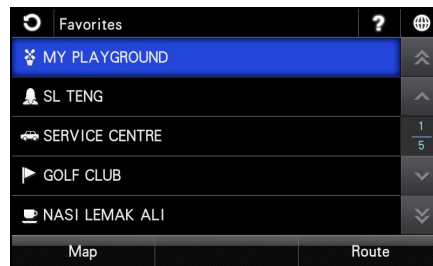 Favorites ?
MY PLAYGROUND
SL TENG
SERVICE CENTRE
1
5
GOLF CLUB
NASI LEMAK ALI
Map Route